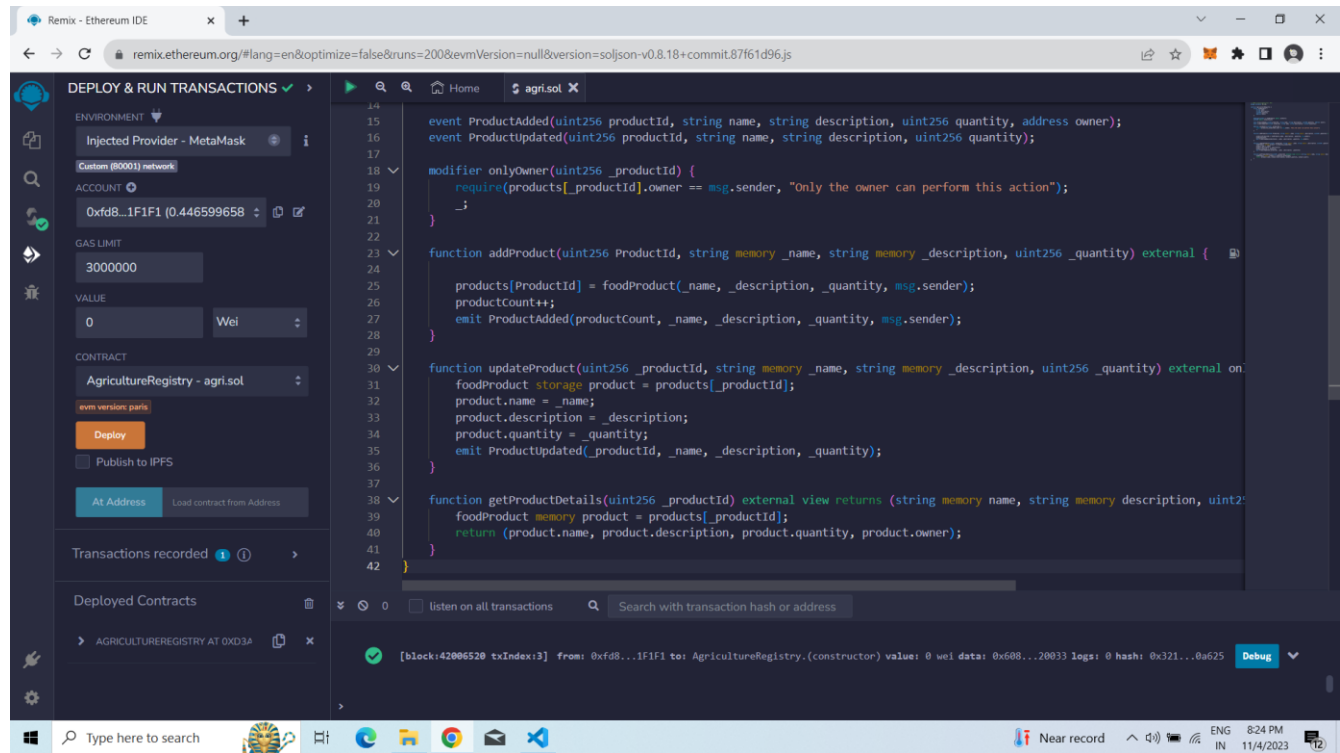 Remix - Ethereum IDE
remix.ethereum.org/#lang=en&optimize=false&runs=200&evmVersion=null&version=soljson-v0.8.18+commit.87f61d96.js
DEPLOY & RUN TRANSACTIONS
ENVIRONMENT
Injected Provider - MetaMask
Custom (80001) network
ACCOUNT
0xfd8...1F1F1 (0.446599658
GAS LIMIT
3000000
VALUE
0 Wei
CONTRACT
AgricultureRegistry - agri.sol
evm version: paris
Deploy
Publish to IPFS
At Address Load contract from Address
Transactions recorded 1
Deployed Contracts
AGRICULTUREREGISTRY AT 0XD3A
Home agri.sol
14
15 event ProductAdded(uint256 productId, string name, string description, uint256 quantity, address owner);
16 event ProductUpdated(uint256 productId, string name, string description, uint256 quantity);
17
18 modifier onlyOwner(uint256 _productId) {
19 require(products[_productId].owner == msg.sender, "Only the owner can perform this action");
20 _;
21 }
22
23 function addProduct(uint256 ProductId, string memory _name, string memory _description, uint256 _quantity) external {
24
25 products[ProductId] = foodProduct(_name, _description, _quantity, msg.sender);
26 productCount++;
27 emit ProductAdded(productCount, _name, _description, _quantity, msg.sender);
28 }
29
30 function updateProduct(uint256 _productId, string memory _name, string memory _description, uint256 _quantity) external on
31 foodProduct storage product = products[_productId];
32 product.name = _name;
33 product.description = _description;
34 product.quantity = _quantity;
35 emit ProductUpdated(_productId, _name, _description, _quantity);
36 }
37
38 function getProductDetails(uint256 _productId) external view returns (string memory name, string memory description, uint2
39 foodProduct memory product = products[_productId];
40 return (product.name, product.description, product.quantity, product.owner);
41 }
42 }
0 listen on all transactions Search with transaction hash or address
[block:42006520 txIndex:3] from: 0xfd8...1F1F1 to: AgricultureRegistry.(constructor) value: 0 wei data: 0x608...20033 logs: 0 hash: 0x321...0a625 Debug
>
Type here to search
Near record
ENG
IN
8:24 PM
11/4/2023
12